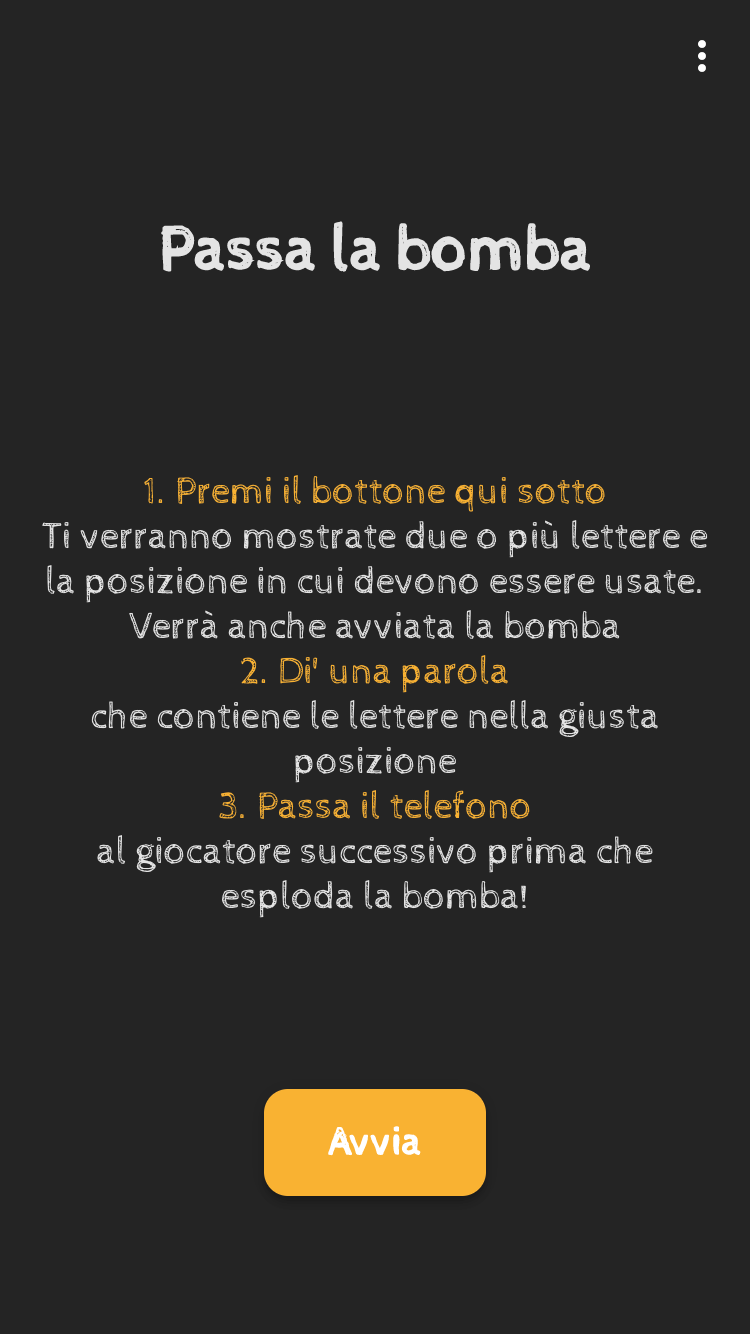 Passa la bomba
1. Premi il bottone qui sotto
Ti verranno mostrate due o più lettere e
la posizione in cui devono essere usate.
Verrà anche avviata la bomba
2. Di' una parola
che contiene le lettere nella giusta
posizione
3. Passa il telefono
al giocatore successivo prima che
esploda la bomba!
Avvia